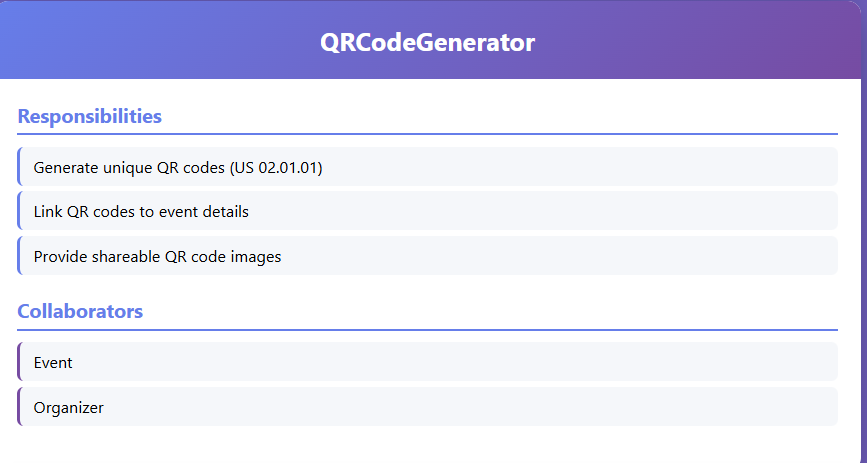 QRCodeGenerator
Responsibilities
Generate unique QR codes (US 02.01.01)
Link QR codes to event details
Provide shareable QR code images
Collaborators
Event
Organizer